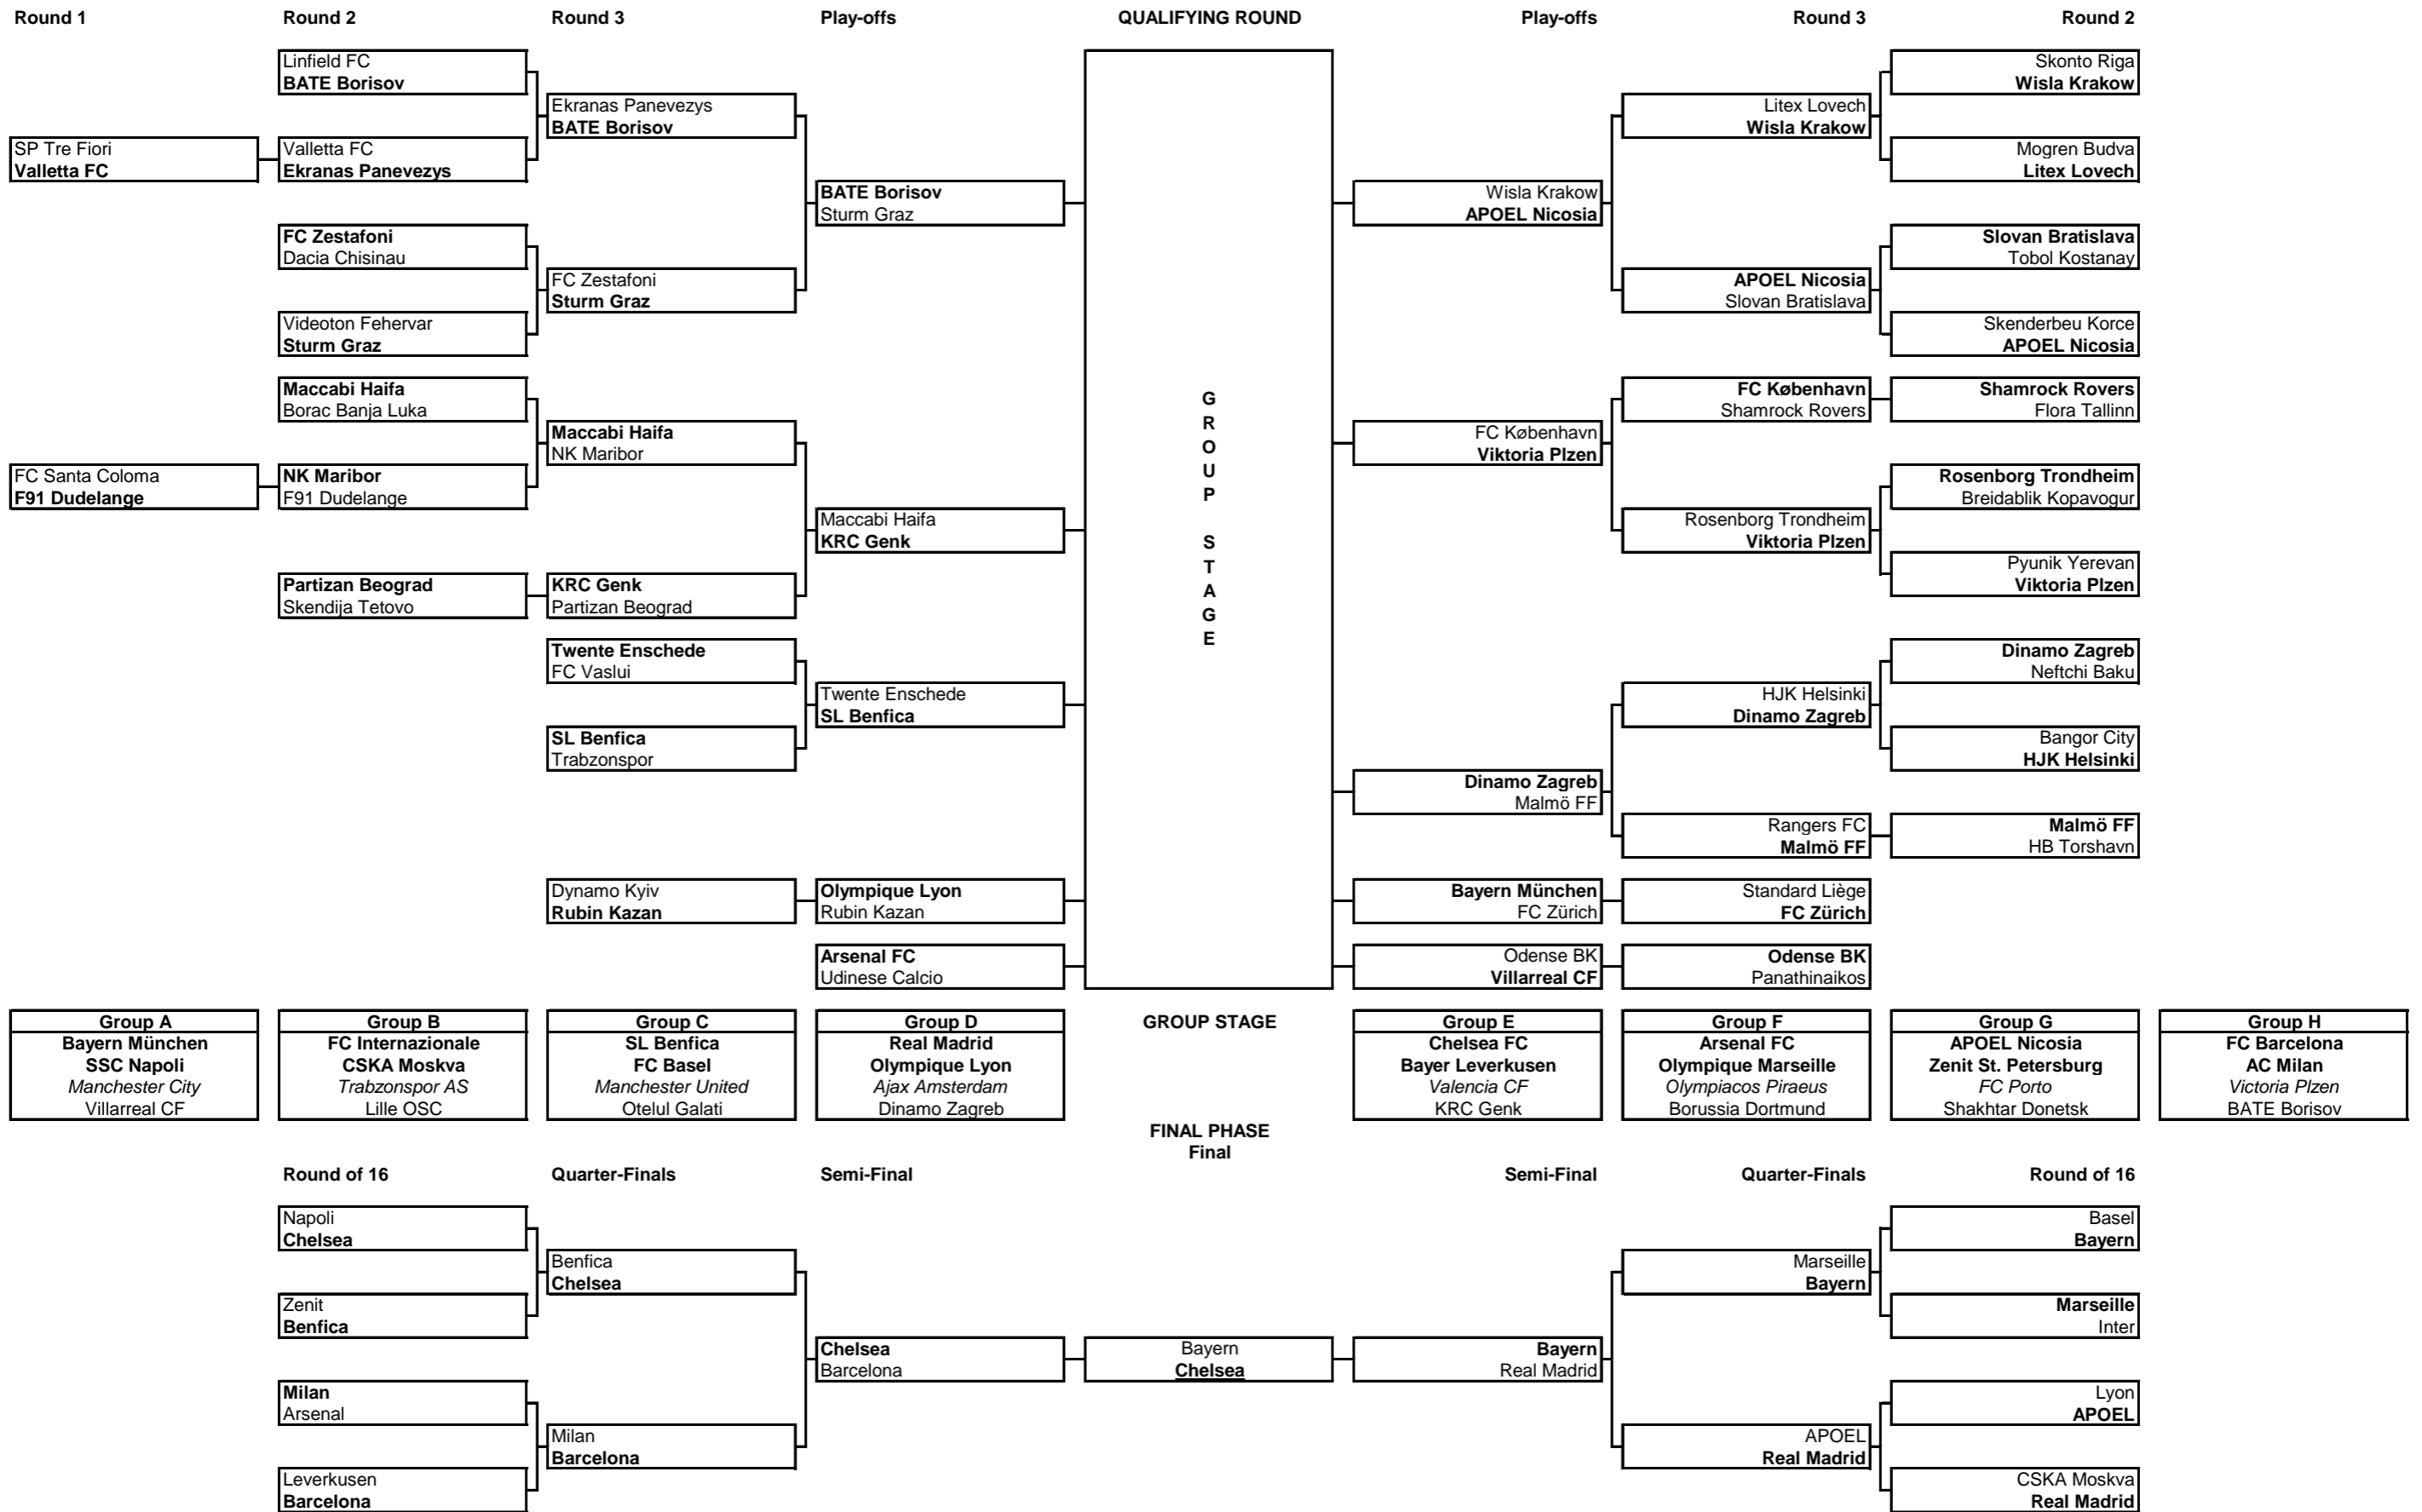 Round 1
Round 2
Round 3
Play-offs
QUALIFYING ROUND
Play-offs
Round 3
Round 2
Linfield FC
BATE Borisov
Ekranas Panevezys
BATE Borisov
SP Tre Fiori
Valletta FC
Valletta FC
Ekranas Panevezys
BATE Borisov
Sturm Graz
FC Zestafoni
Dacia Chisinau
FC Zestafoni
Sturm Graz
Videoton Fehervar
Sturm Graz
Maccabi Haifa
Borac Banja Luka
Maccabi Haifa
NK Maribor
FC Santa Coloma
F91 Dudelange
NK Maribor
F91 Dudelange
Maccabi Haifa
KRC Genk
Partizan Beograd
Skendija Tetovo
KRC Genk
Partizan Beograd
Twente Enschede
FC Vaslui
Twente Enschede
SL Benfica
SL Benfica
Trabzonspor
Dynamo Kyiv
Rubin Kazan
Olympique Lyon
Rubin Kazan
Arsenal FC
Udinese Calcio
G
R
O
U
P
S
T
A
G
E
Skonto Riga
Wisla Krakow
Litex Lovech
Wisla Krakow
Mogren Budva
Litex Lovech
Wisla Krakow
APOEL Nicosia
Slovan Bratislava
Tobol Kostanay
APOEL Nicosia
Slovan Bratislava
Skenderbeu Korce
APOEL Nicosia
FC København
Shamrock Rovers
Shamrock Rovers
Flora Tallinn
FC København
Viktoria Plzen
Rosenborg Trondheim
Breidablik Kopavogur
Rosenborg Trondheim
Viktoria Plzen
Pyunik Yerevan
Viktoria Plzen
Dinamo Zagreb
Neftchi Baku
HJK Helsinki
Dinamo Zagreb
Bangor City
HJK Helsinki
Dinamo Zagreb
Malmö FF
Rangers FC
Malmö FF
Malmö FF
HB Torshavn
Bayern München
FC Zürich
Standard Liège
FC Zürich
Odense BK
Villarreal CF
Odense BK
Panathinaikos
Group A
Bayern München
SSC Napoli
Manchester City
Villarreal CF
Group B
FC Internazionale
CSKA Moskva
Trabzonspor AS
Lille OSC
Group C
SL Benfica
FC Basel
Manchester United
Otelul Galati
Group D
Real Madrid
Olympique Lyon
Ajax Amsterdam
Dinamo Zagreb
GROUP STAGE
Group E
Chelsea FC
Bayer Leverkusen
Valencia CF
KRC Genk
Group F
Arsenal FC
Olympique Marseille
Olympiacos Piraeus
Borussia Dortmund
Group G
APOEL Nicosia
Zenit St. Petersburg
FC Porto
Shakhtar Donetsk
Group H
FC Barcelona
AC Milan
Victoria Plzen
BATE Borisov
FINAL PHASE
Final
Round of 16
Quarter-Finals
Semi-Final
Semi-Final
Quarter-Finals
Round of 16
Napoli
Chelsea
Benfica
Chelsea
Zenit
Benfica
Chelsea
Barcelona
Milan
Arsenal
Milan
Barcelona
Leverkusen
Barcelona
Bayern
Chelsea
Bayern
Real Madrid
Marseille
Bayern
Basel
Bayern
Marseille
Inter
APOEL
Real Madrid
Lyon
APOEL
CSKA Moskva
Real Madrid